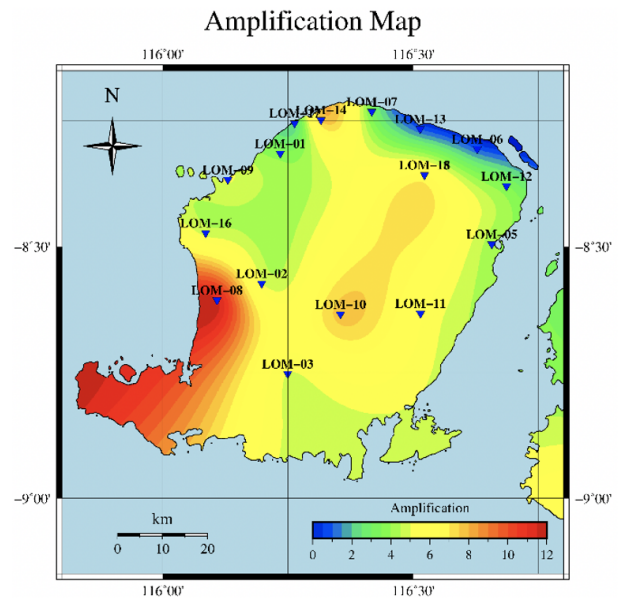 Amplification Map
116°00' 116°30'
N
LOM-07
LOM-14
LOM-13
LOM-01
LOM-06
LOM-18
LOM-09
LOM-12
LOM-16
LOM-05
-8°30' -8°30'
LOM-02
LOM-08
LOM-10 LOM-11
LOM-03
-9°00' -9°00'
Amplification
km
0 10 20
0 2 4 6 8 10 12
116°00' 116°30'